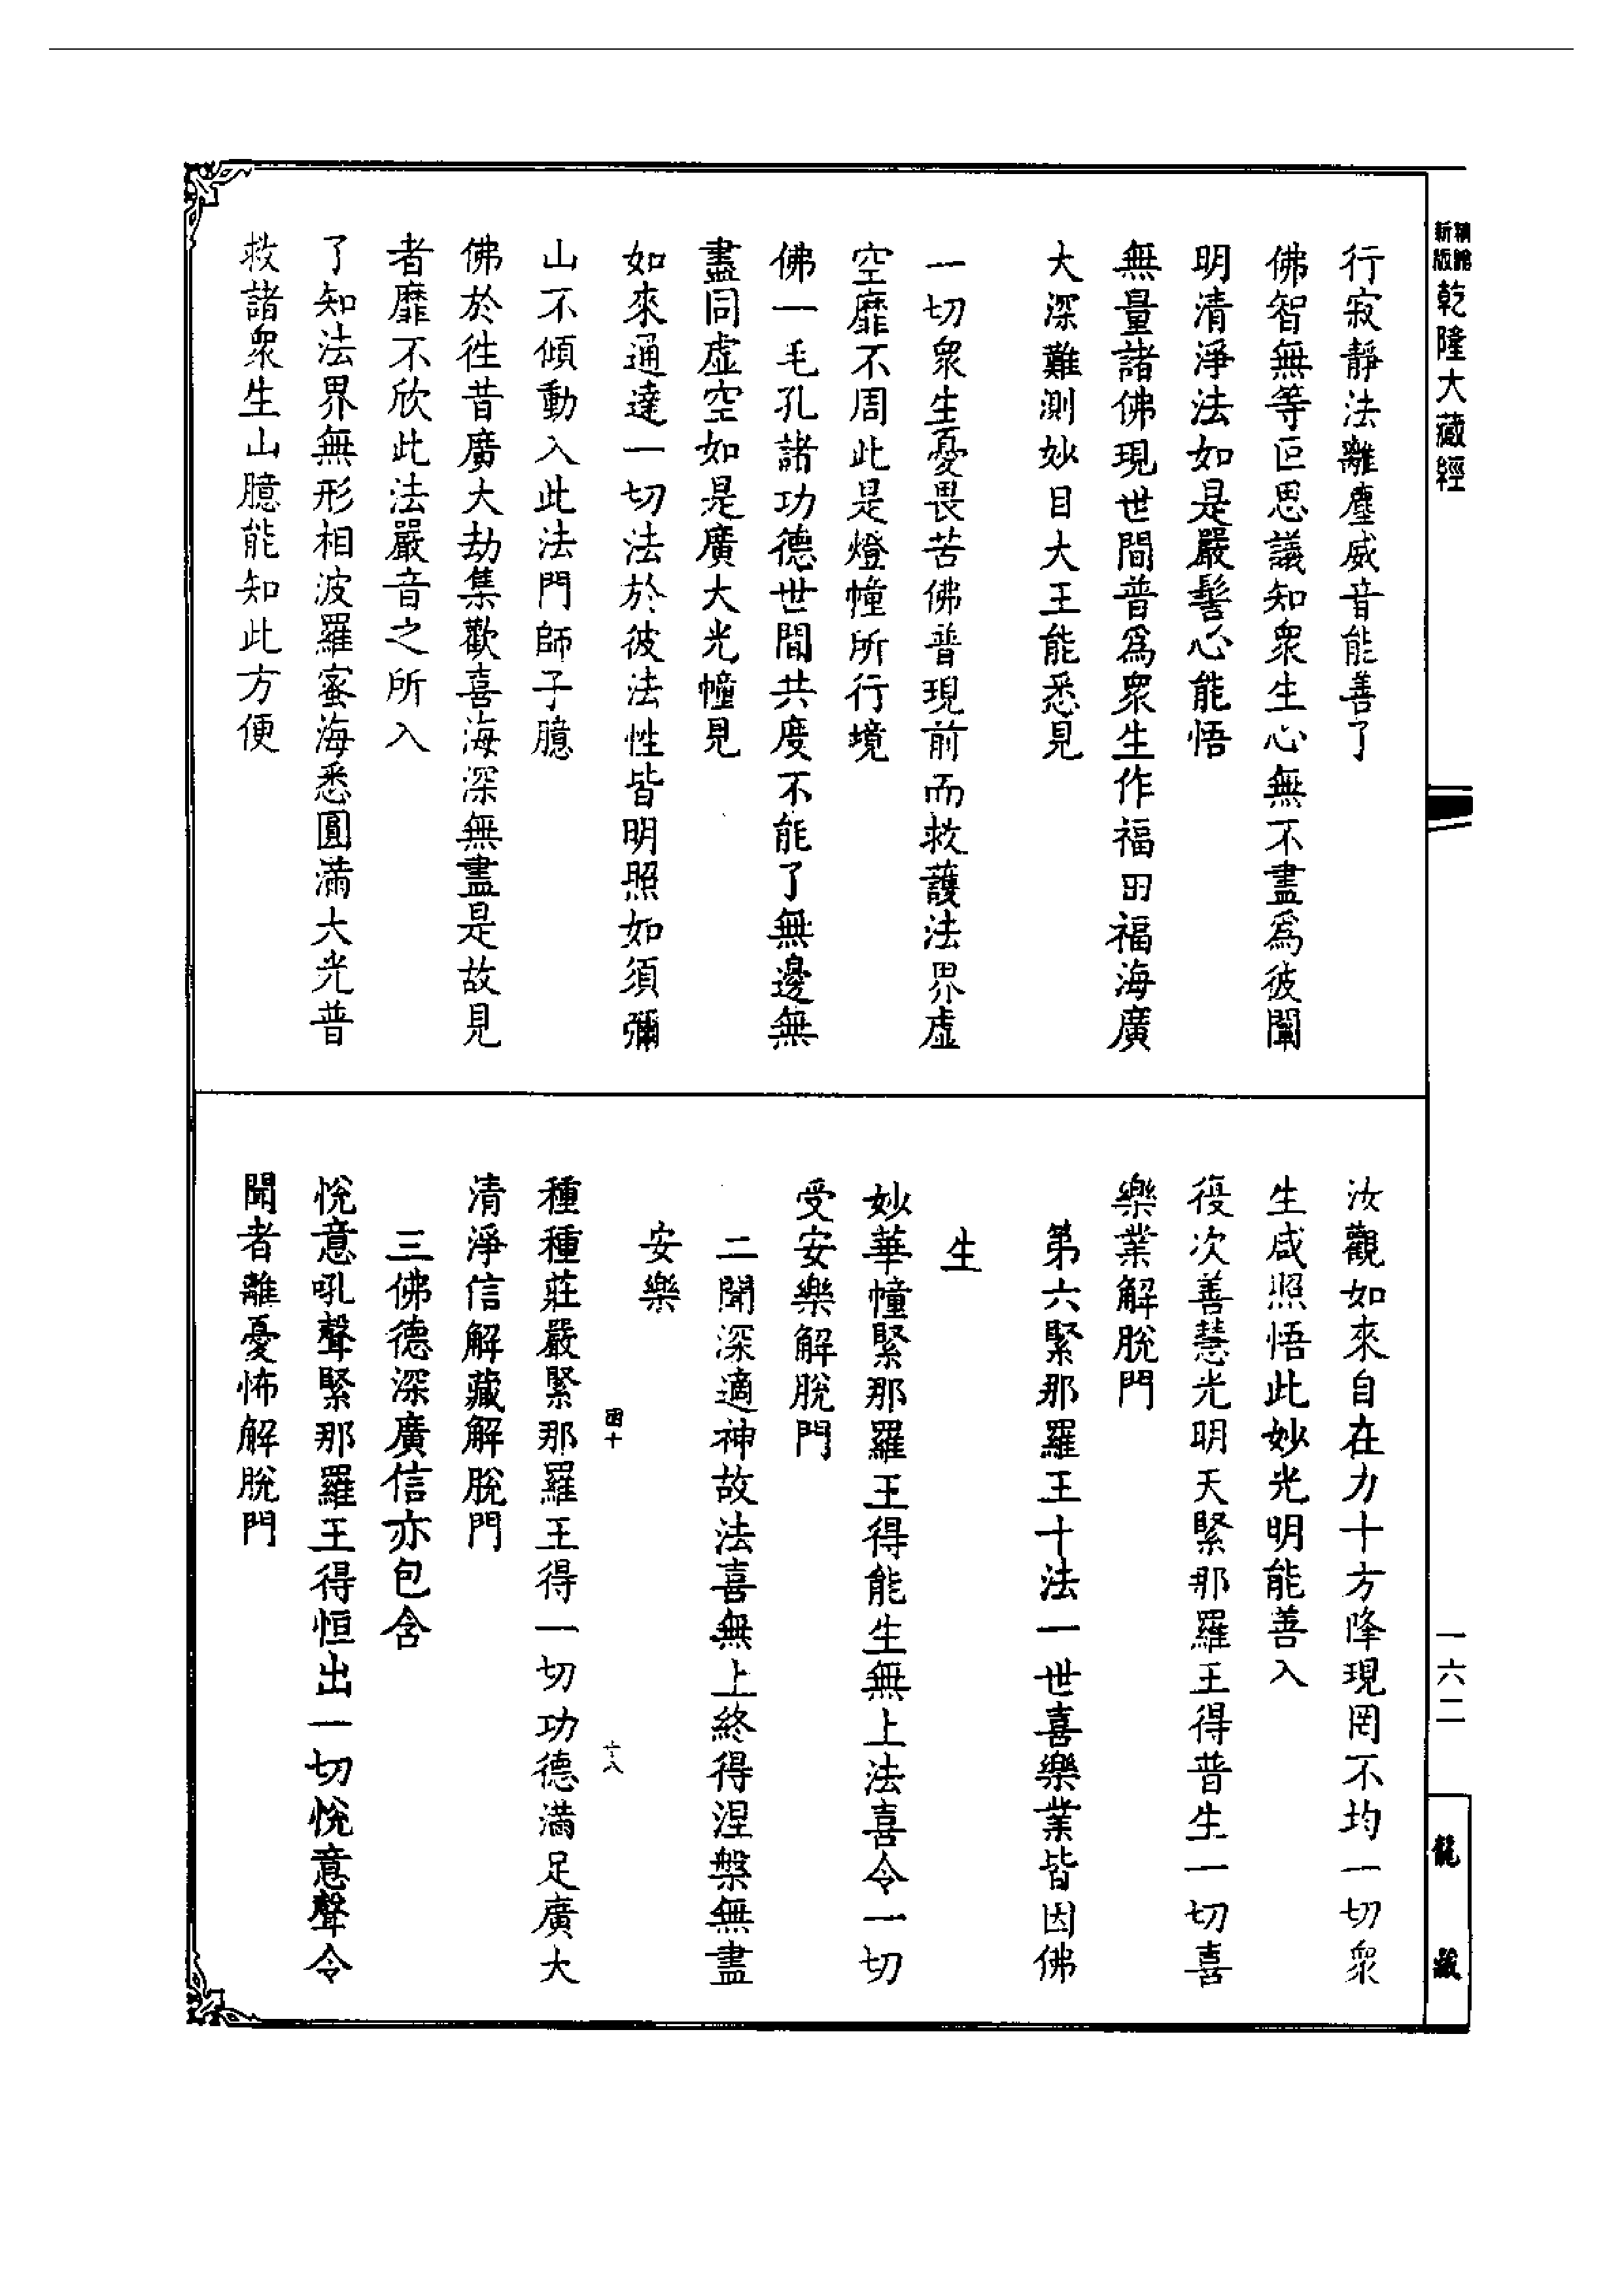 新版精縮乾隆大藏經
行寂靜法離塵威音能善了
佛智無等叵思議知衆生心無不盡爲彼闡
明清淨法如是嚴髻心能悟
無量諸佛現世間普爲衆生作福田福海廣
大深難測妙目大王能悉見
一切衆生憂畏苦佛普現前而救護法界虛
空靡不周此是燈幢所行境
佛一毛孔諸功德世間共度不能了無邊無
盡同虛空如是廣大光幢見
如來通達一切法於彼法性皆明照如須彌
山不傾動入此法門師子臆
佛於徃昔廣大劫集歡喜海深無盡是故見
者靡不欣此法嚴音之所入
了知法界無形相波羅蜜海悉圓滿大光普
救諸衆生山臆能知此方便
汝觀如來自在力十方降現罔不均一切衆
生咸照悟此妙光明能善入
復次善慧光明天緊那羅王得普生一切喜
樂業解脫門
第六緊那羅王十法一世喜樂業皆因佛
生
妙華幢緊那羅王得能生無上法喜令一切
受安樂解脫門
二聞深適神故法喜無上終得涅槃無盡
安樂
種種莊嚴緊那羅王得一切功德滿足廣大
清淨信解藏解脫門
三佛德深廣信亦包含
悅意吼聲緊那羅王得恒出一切悅意聲令
聞者離憂怖解脫門
一六二
龍藏